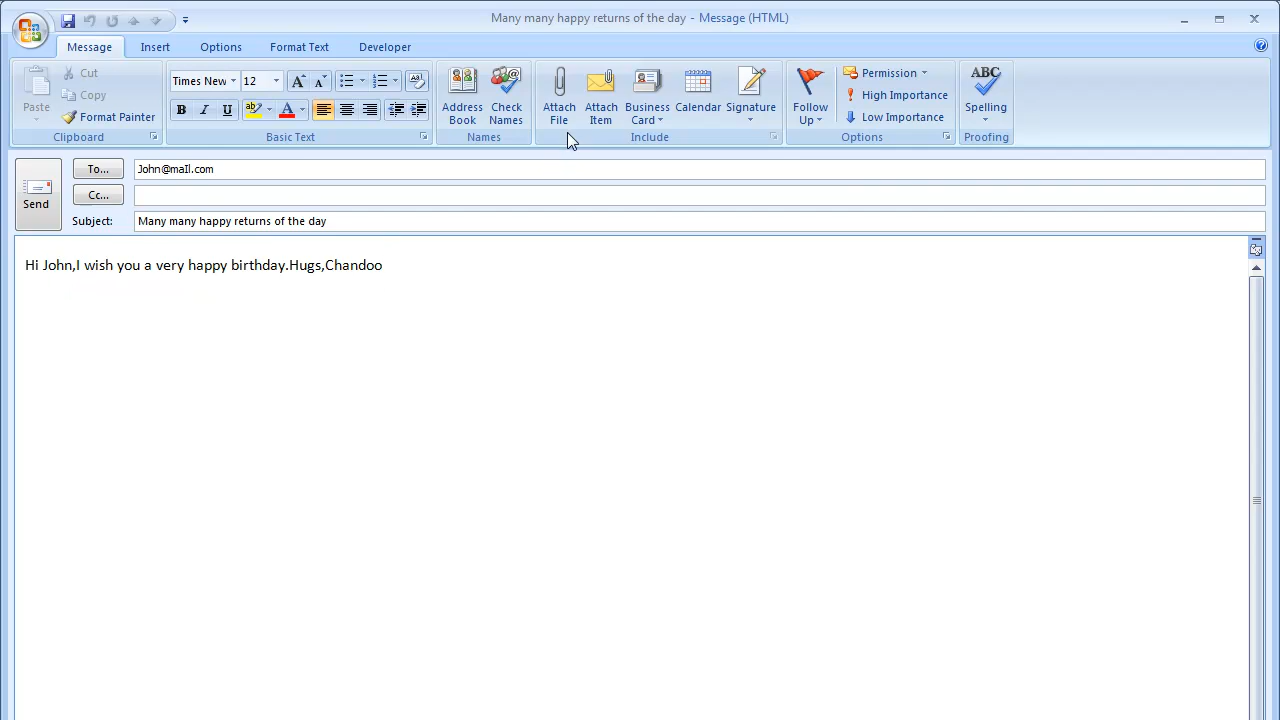 Many many happy returns of the day - Message (HTML)
Message Insert Options Format Text Developer
Paste
Cut
Copy
Format Painter
Clipboard
Times New 12
B I U ab A
Basic Text
Address Book
Check Names
Names
Attach File
Attach Item
Business Card
Calendar
Signature
Include
Follow Up
Permission
High Importance
Low Importance
Options
ABC
Spelling
Proofing
Send
To... John@maIl.com
Cc...
Subject: Many many happy returns of the day
Hi John,I wish you a very happy birthday.Hugs,Chandoo